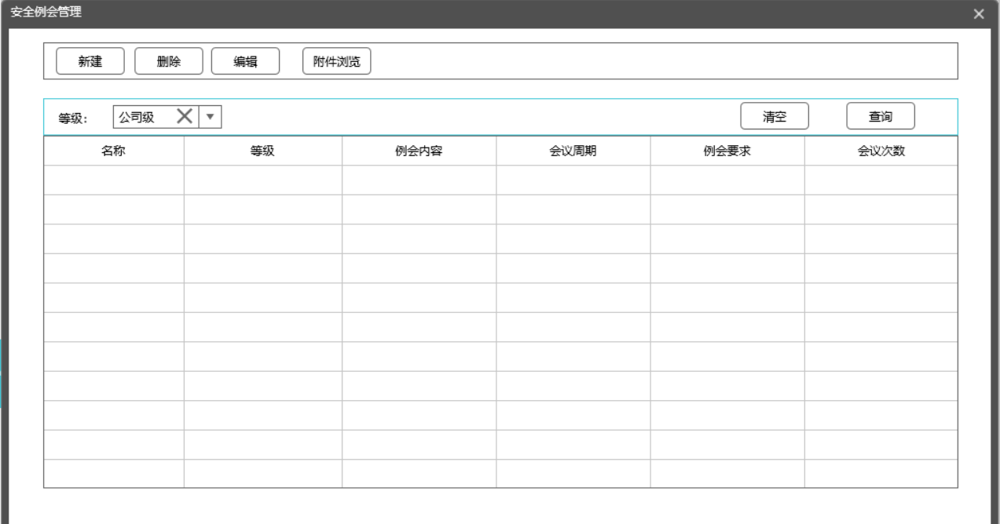 安全例会管理
新建 删除 编辑 附件浏览
等级: 公司级 清空 查询
名称 等级 例会内容 会议周期 例会要求 会议次数